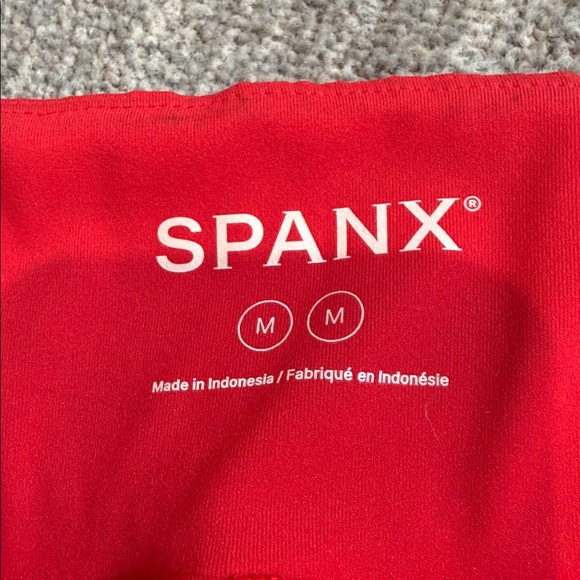 SPANX®
M M
Made in Indonesia / Fabriqué en Indonésie